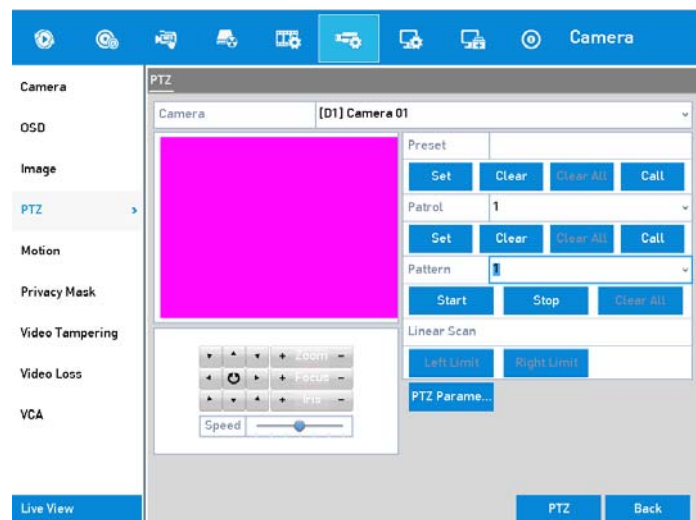 Camera
Camera
OSD
Image
PTZ
Motion
Privacy Mask
Video Tampering
Video Loss
VCA
Live View
PTZ
Camera [D1] Camera 01
Preset
Set Clear Clear All Call
Patrol 1
Set Clear Clear All Call
Pattern 1
Start Stop Clear All
Linear Scan
Left Limit Right Limit
PTZ Parame...
+ Zoom -
+ Focus -
+ Iris -
Speed
PTZ Back